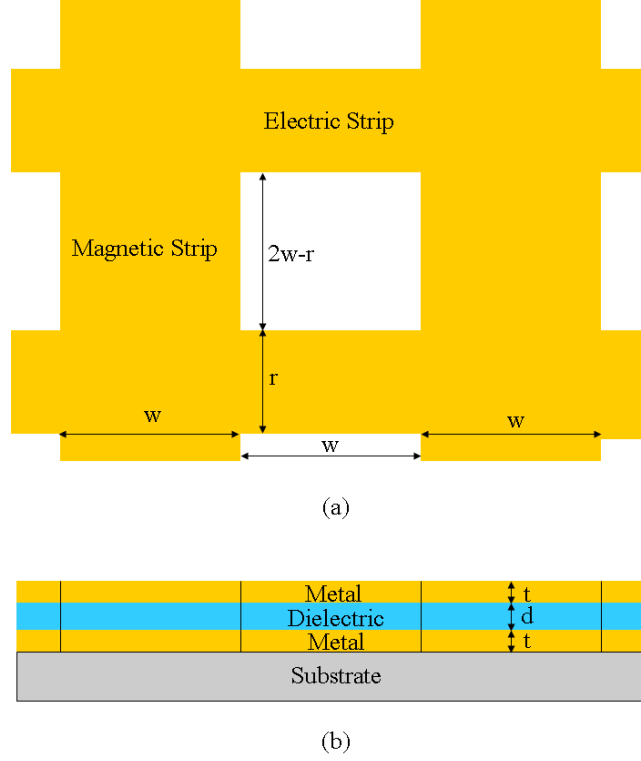 Electric Strip
Magnetic Strip
2w-r
r
w
w
w
(a)
Metal
t
Dielectric
d
Metal
t
Substrate
(b)